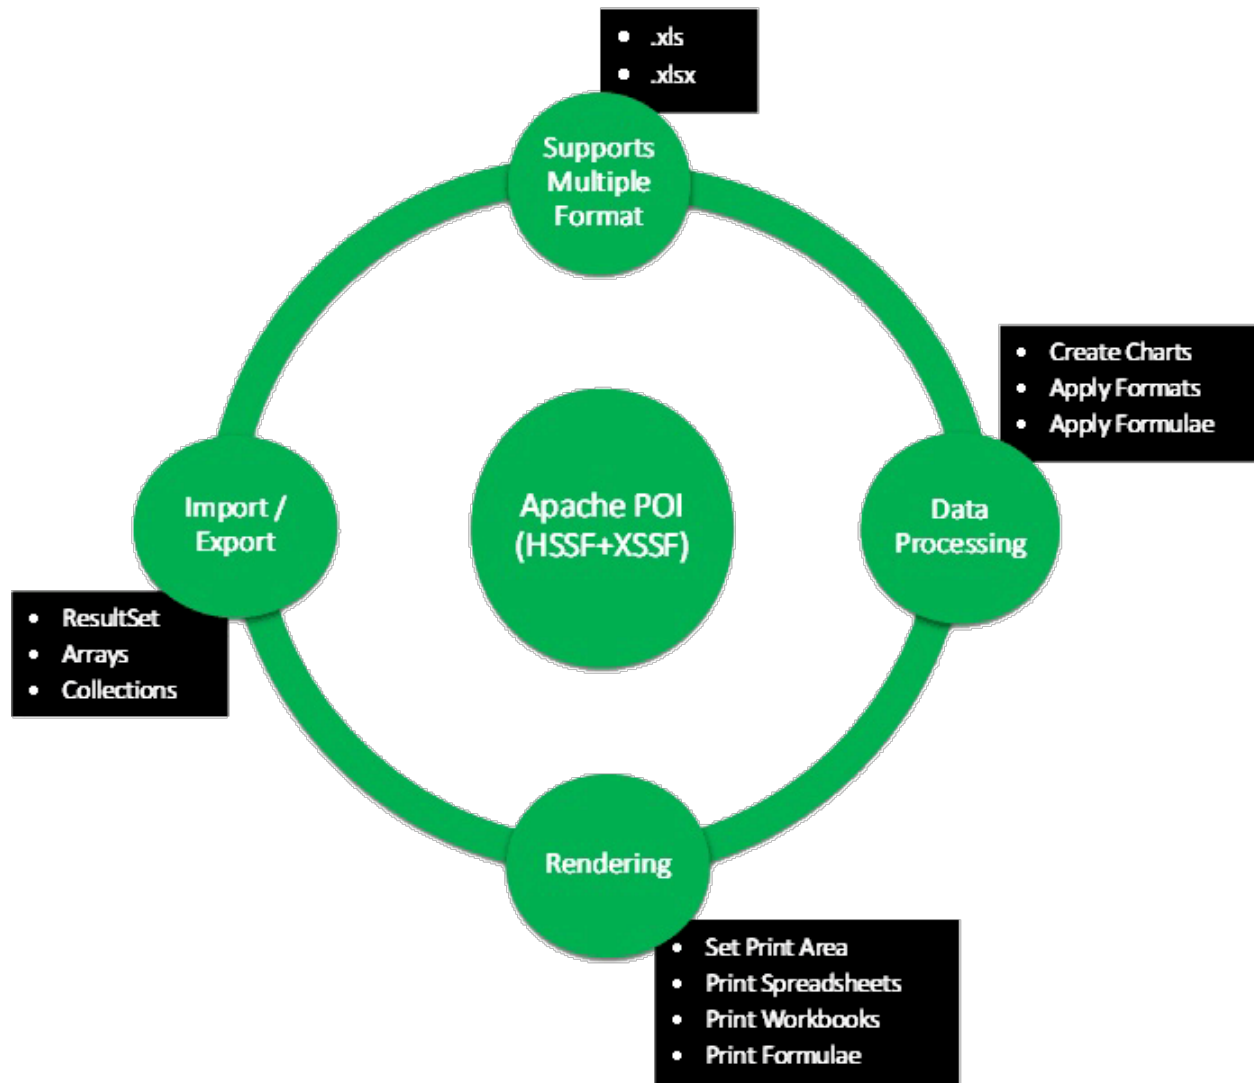 .xls
.xlsx
Supports
Multiple
Format
Create Charts
Apply Formats
Apply Formulae
Data
Processing
Apache POI
(HSSF+XSSF)
Import /
Export
ResultSet
Arrays
Collections
Rendering
Set Print Area
Print Spreadsheets
Print Workbooks
Print Formulae